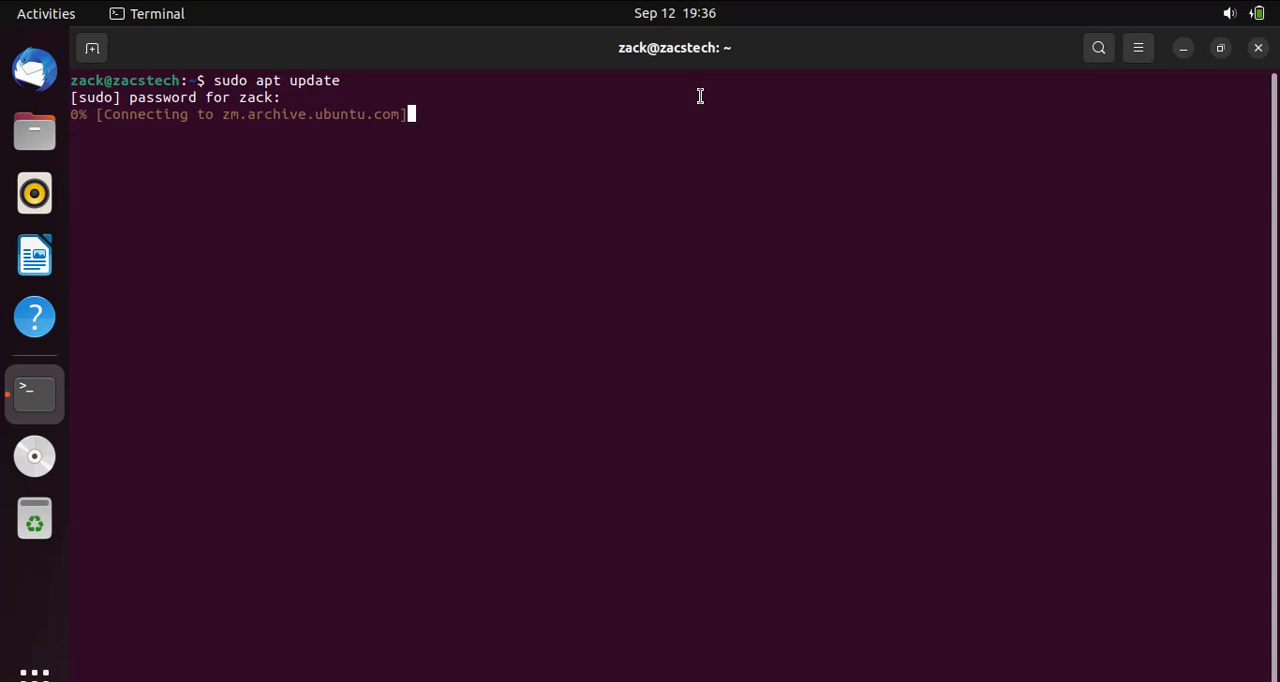 Activities Terminal Sep 12 19:36
zack@zacstech: ~
zack@zacstech:~$ sudo apt update
[sudo] password for zack:
0% [Connecting to zm.archive.ubuntu.com]